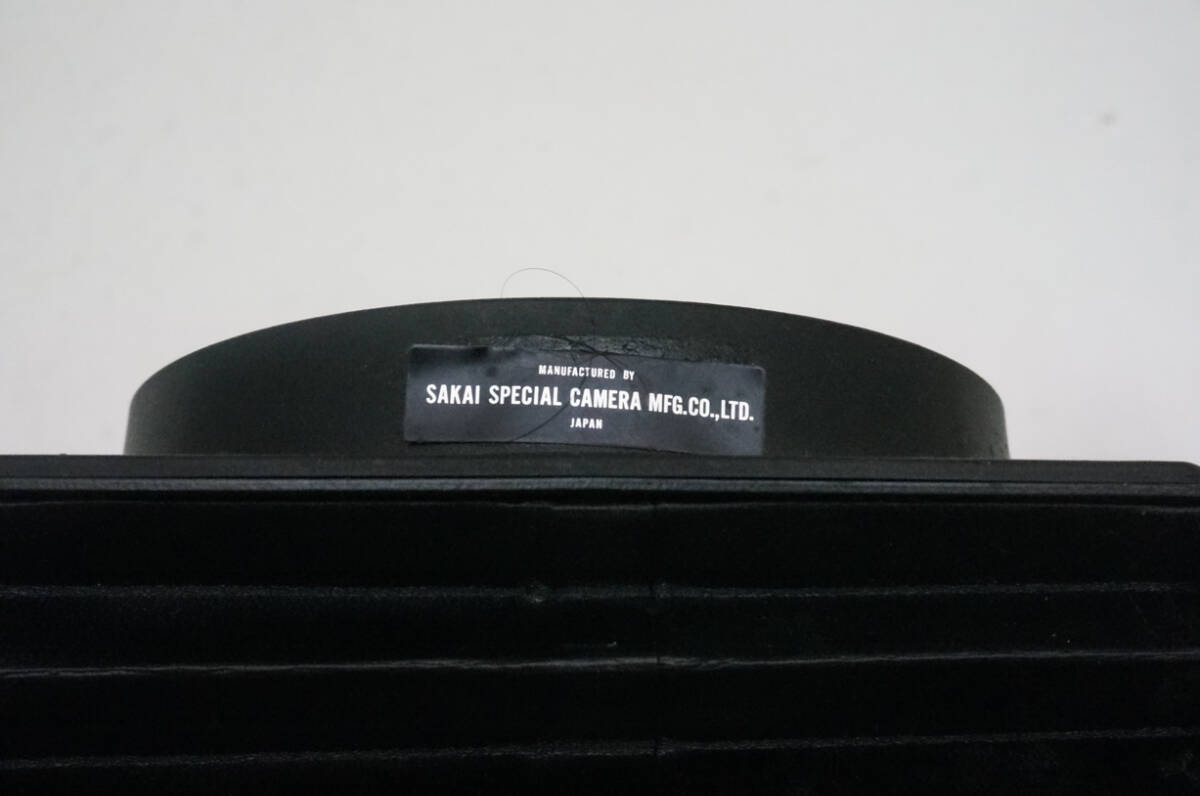 MANUFACTURED BY
SAKAI SPECIAL CAMERA MFG.CO.,LTD.
JAPAN